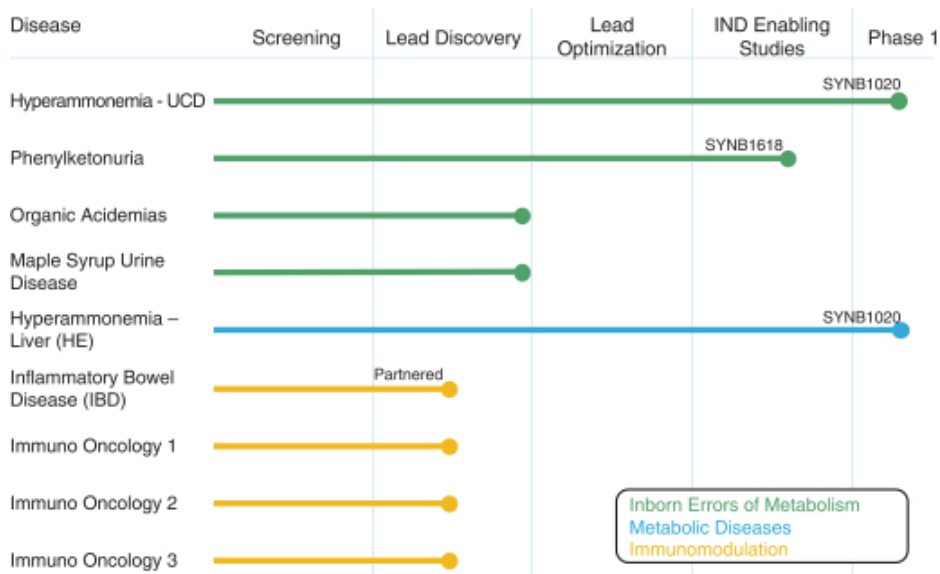 Disease
Screening
Lead Discovery
Lead
Optimization
IND Enabling
Studies
Phase 1
Hyperammonemia - UCD
SYNB1020
Phenylketonuria
SYNB1618
Organic Acidemias
Maple Syrup Urine
Disease
Hyperammonemia –
Liver (HE)
SYNB1020
Inflammatory Bowel
Disease (IBD)
Partnered
Immuno Oncology 1
Immuno Oncology 2
Immuno Oncology 3
Inborn Errors of Metabolism
Metabolic Diseases
Immunomodulation